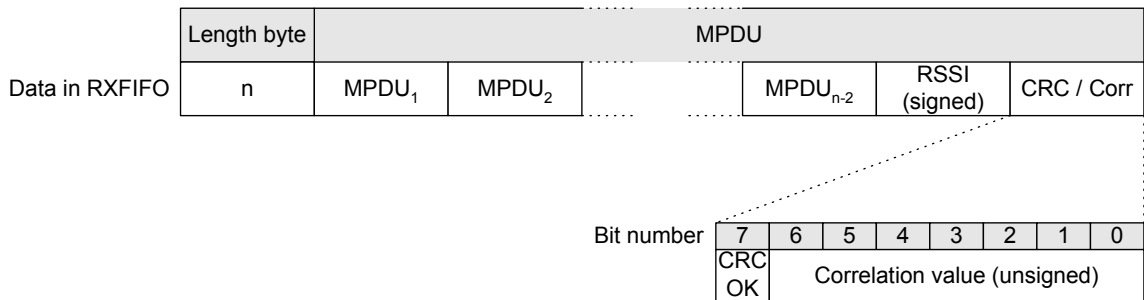 Length byte MPDU
Data in RXFIFO n MPDU1 MPDU2 MPDUn-2 RSSI (signed) CRC / Corr
Bit number 7 6 5 4 3 2 1 0
CRC OK Correlation value (unsigned)